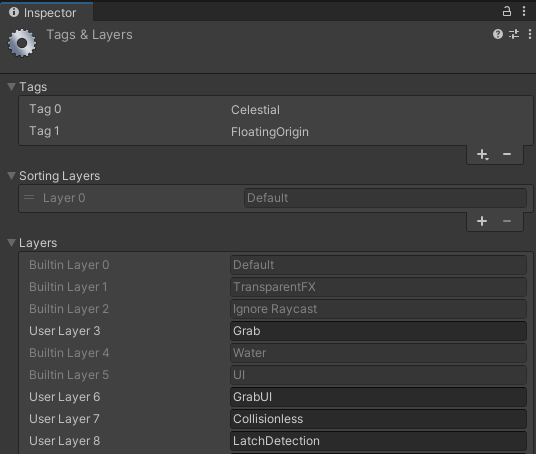 Inspector
Tags & Layers
Tags
Tag 0 Celestial
Tag 1 FloatingOrigin
Sorting Layers
Layer 0 Default
Layers
Builtin Layer 0 Default
Builtin Layer 1 TransparentFX
Builtin Layer 2 Ignore Raycast
User Layer 3 Grab
Builtin Layer 4 Water
Builtin Layer 5 UI
User Layer 6 GrabUI
User Layer 7 Collisionless
User Layer 8 LatchDetection